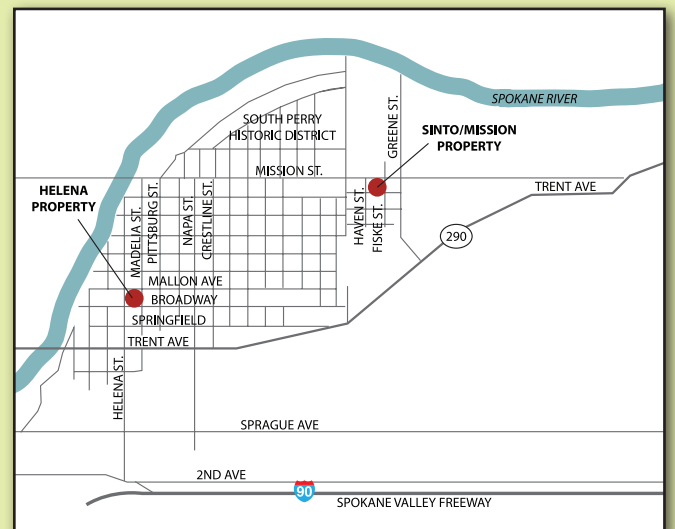 SPOKANE RIVER
SOUTH PERRY
HISTORIC DISTRICT
GREENE ST.
SINTO/MISSION
PROPERTY
MISSION ST.
TRENT AVE
HELENA
PROPERTY
MADELIA ST.
PITTSBURG ST.
NAPA ST.
CRESTLINE ST.
HAVEN ST.
FISKE ST.
290
MALLON AVE
BROADWAY
SPRINGFIELD
TRENT AVE
HELENA ST.
SPRAGUE AVE
2ND AVE
90
SPOKANE VALLEY FREEWAY